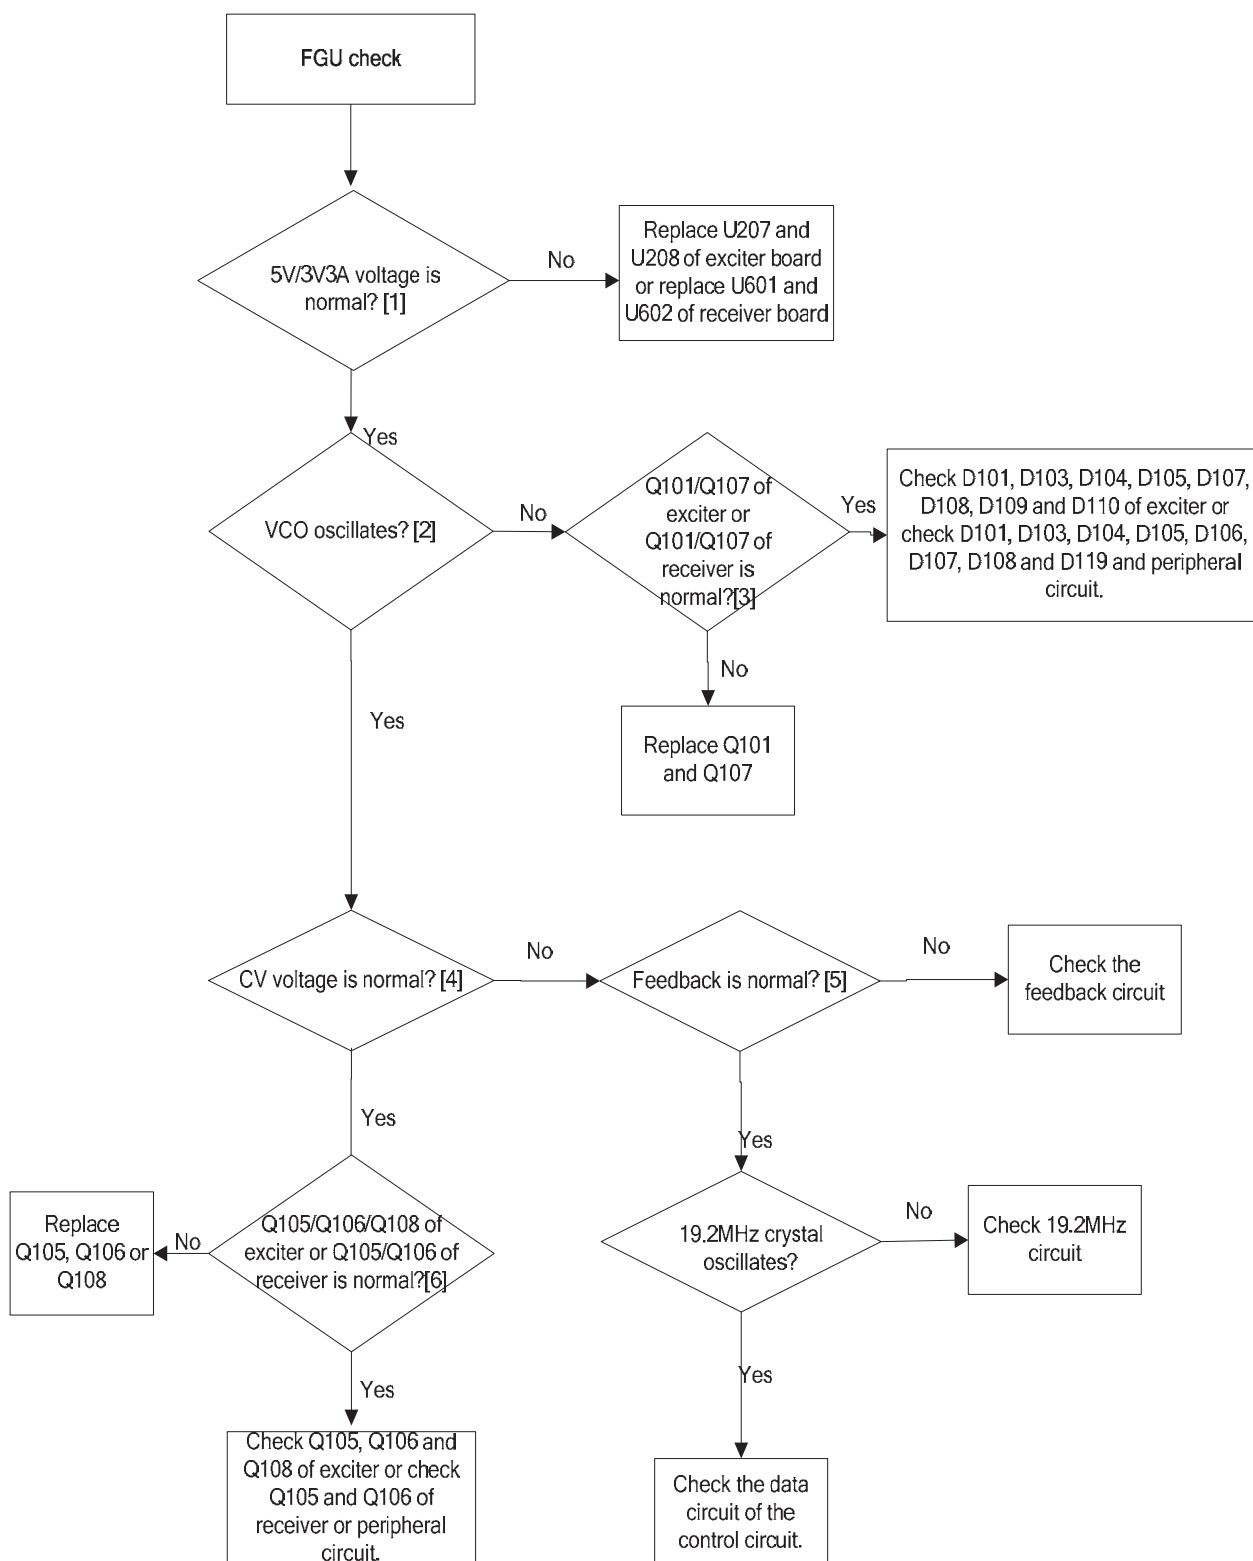 FGU check
5V/3V3A voltage is
normal? [1]
No
Replace U207 and
U208 of exciter board
or replace U601 and
U602 of receiver board
Yes
VCO oscillates? [2]
No
Q101/Q107 of
exciter or
Q101/Q107 of
receiver is
normal?[3]
Yes
Check D101, D103, D104, D105, D107,
D108, D109 and D110 of exciter or
check D101, D103, D104, D105, D106,
D107, D108 and D119 and peripheral
circuit.
No
Replace Q101
and Q107
Yes
CV voltage is normal? [4]
No
Feedback is normal? [5]
No
Check the
feedback circuit
Yes
Yes
Replace
Q105, Q106 or
Q108
No
Q105/Q106/Q108 of
exciter or Q105/Q106 of
receiver is normal?[6]
19.2MHz crystal
oscillates?
No
Check 19.2MHz
circuit
Yes
Yes
Check Q105, Q106 and
Q108 of exciter or check
Q105 and Q106 of
receiver or peripheral
circuit.
Check the data
circuit of the
control circuit.